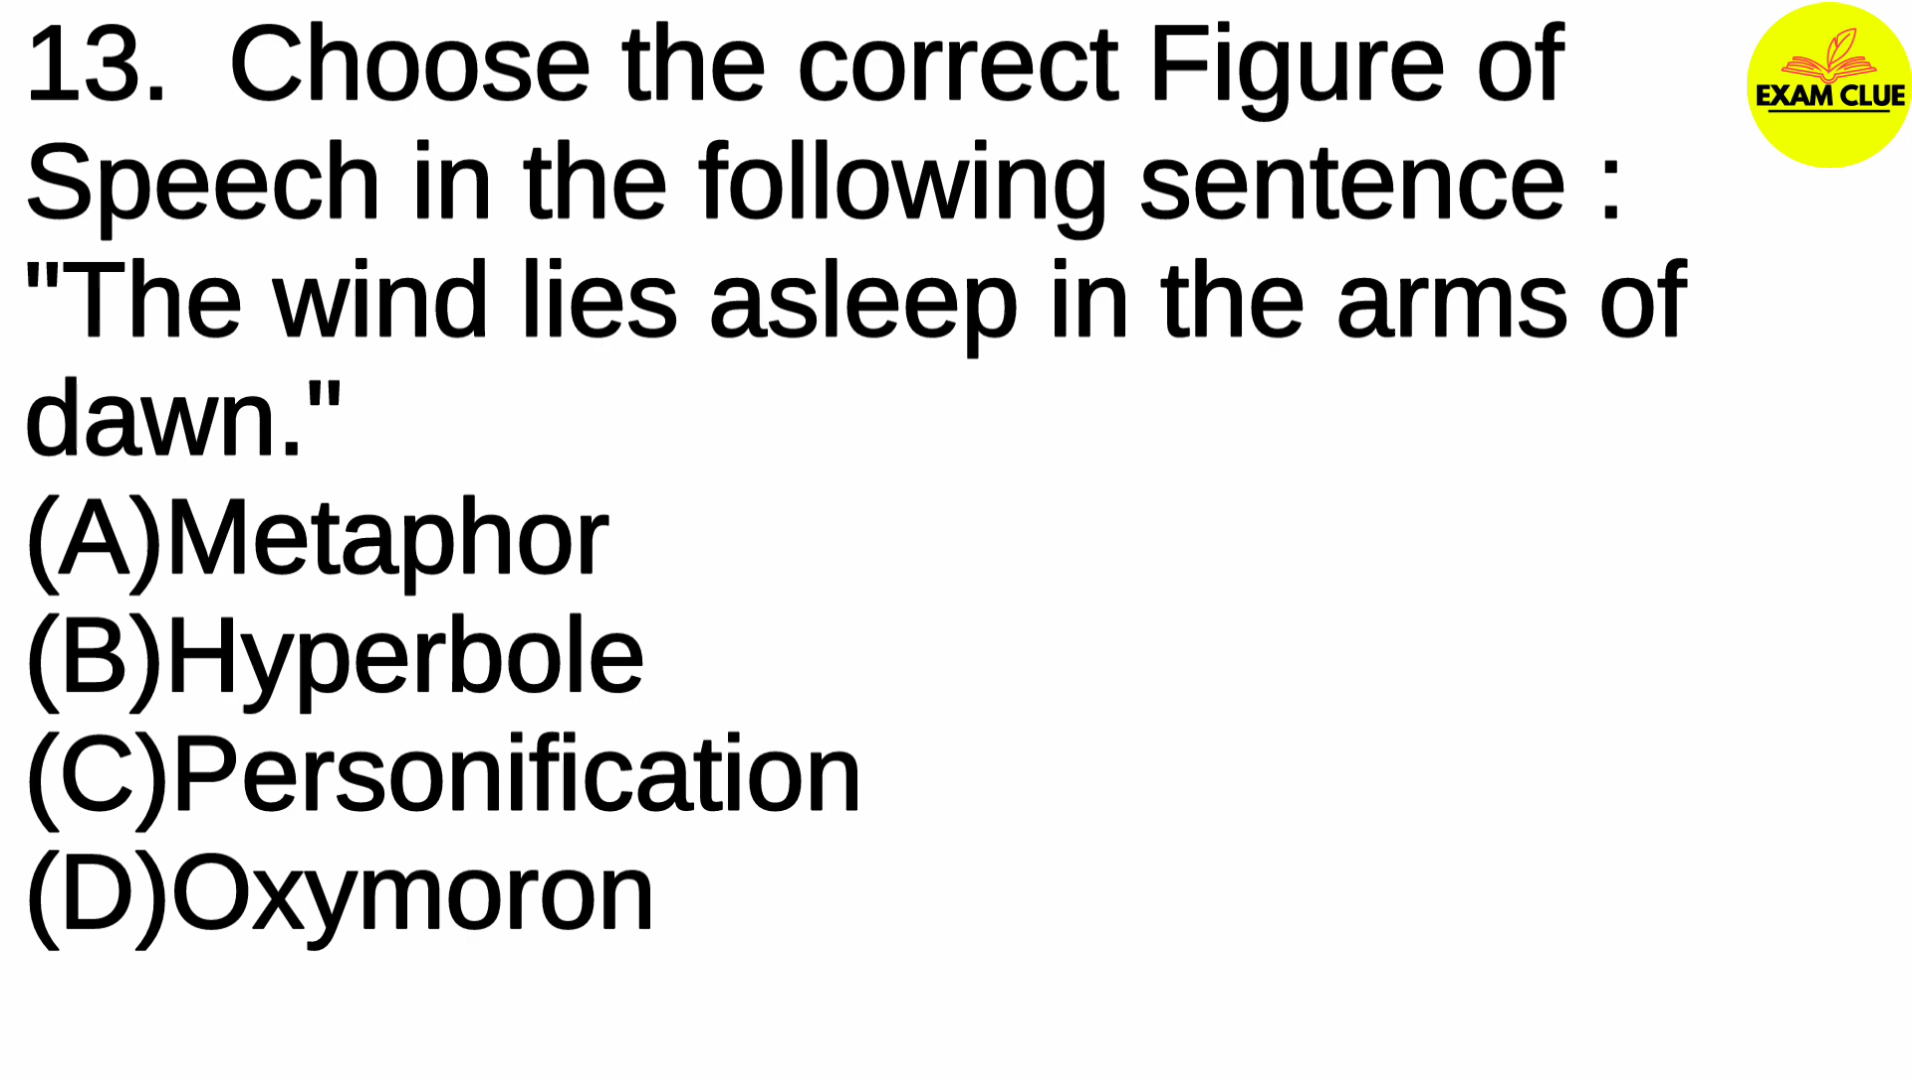 13.  Choose the correct Figure of
Speech in the following sentence :
"The wind lies asleep in the arms of
dawn."
(A)Metaphor
(B)Hyperbole
(C)Personification
(D)Oxymoron
EXAM CLUE